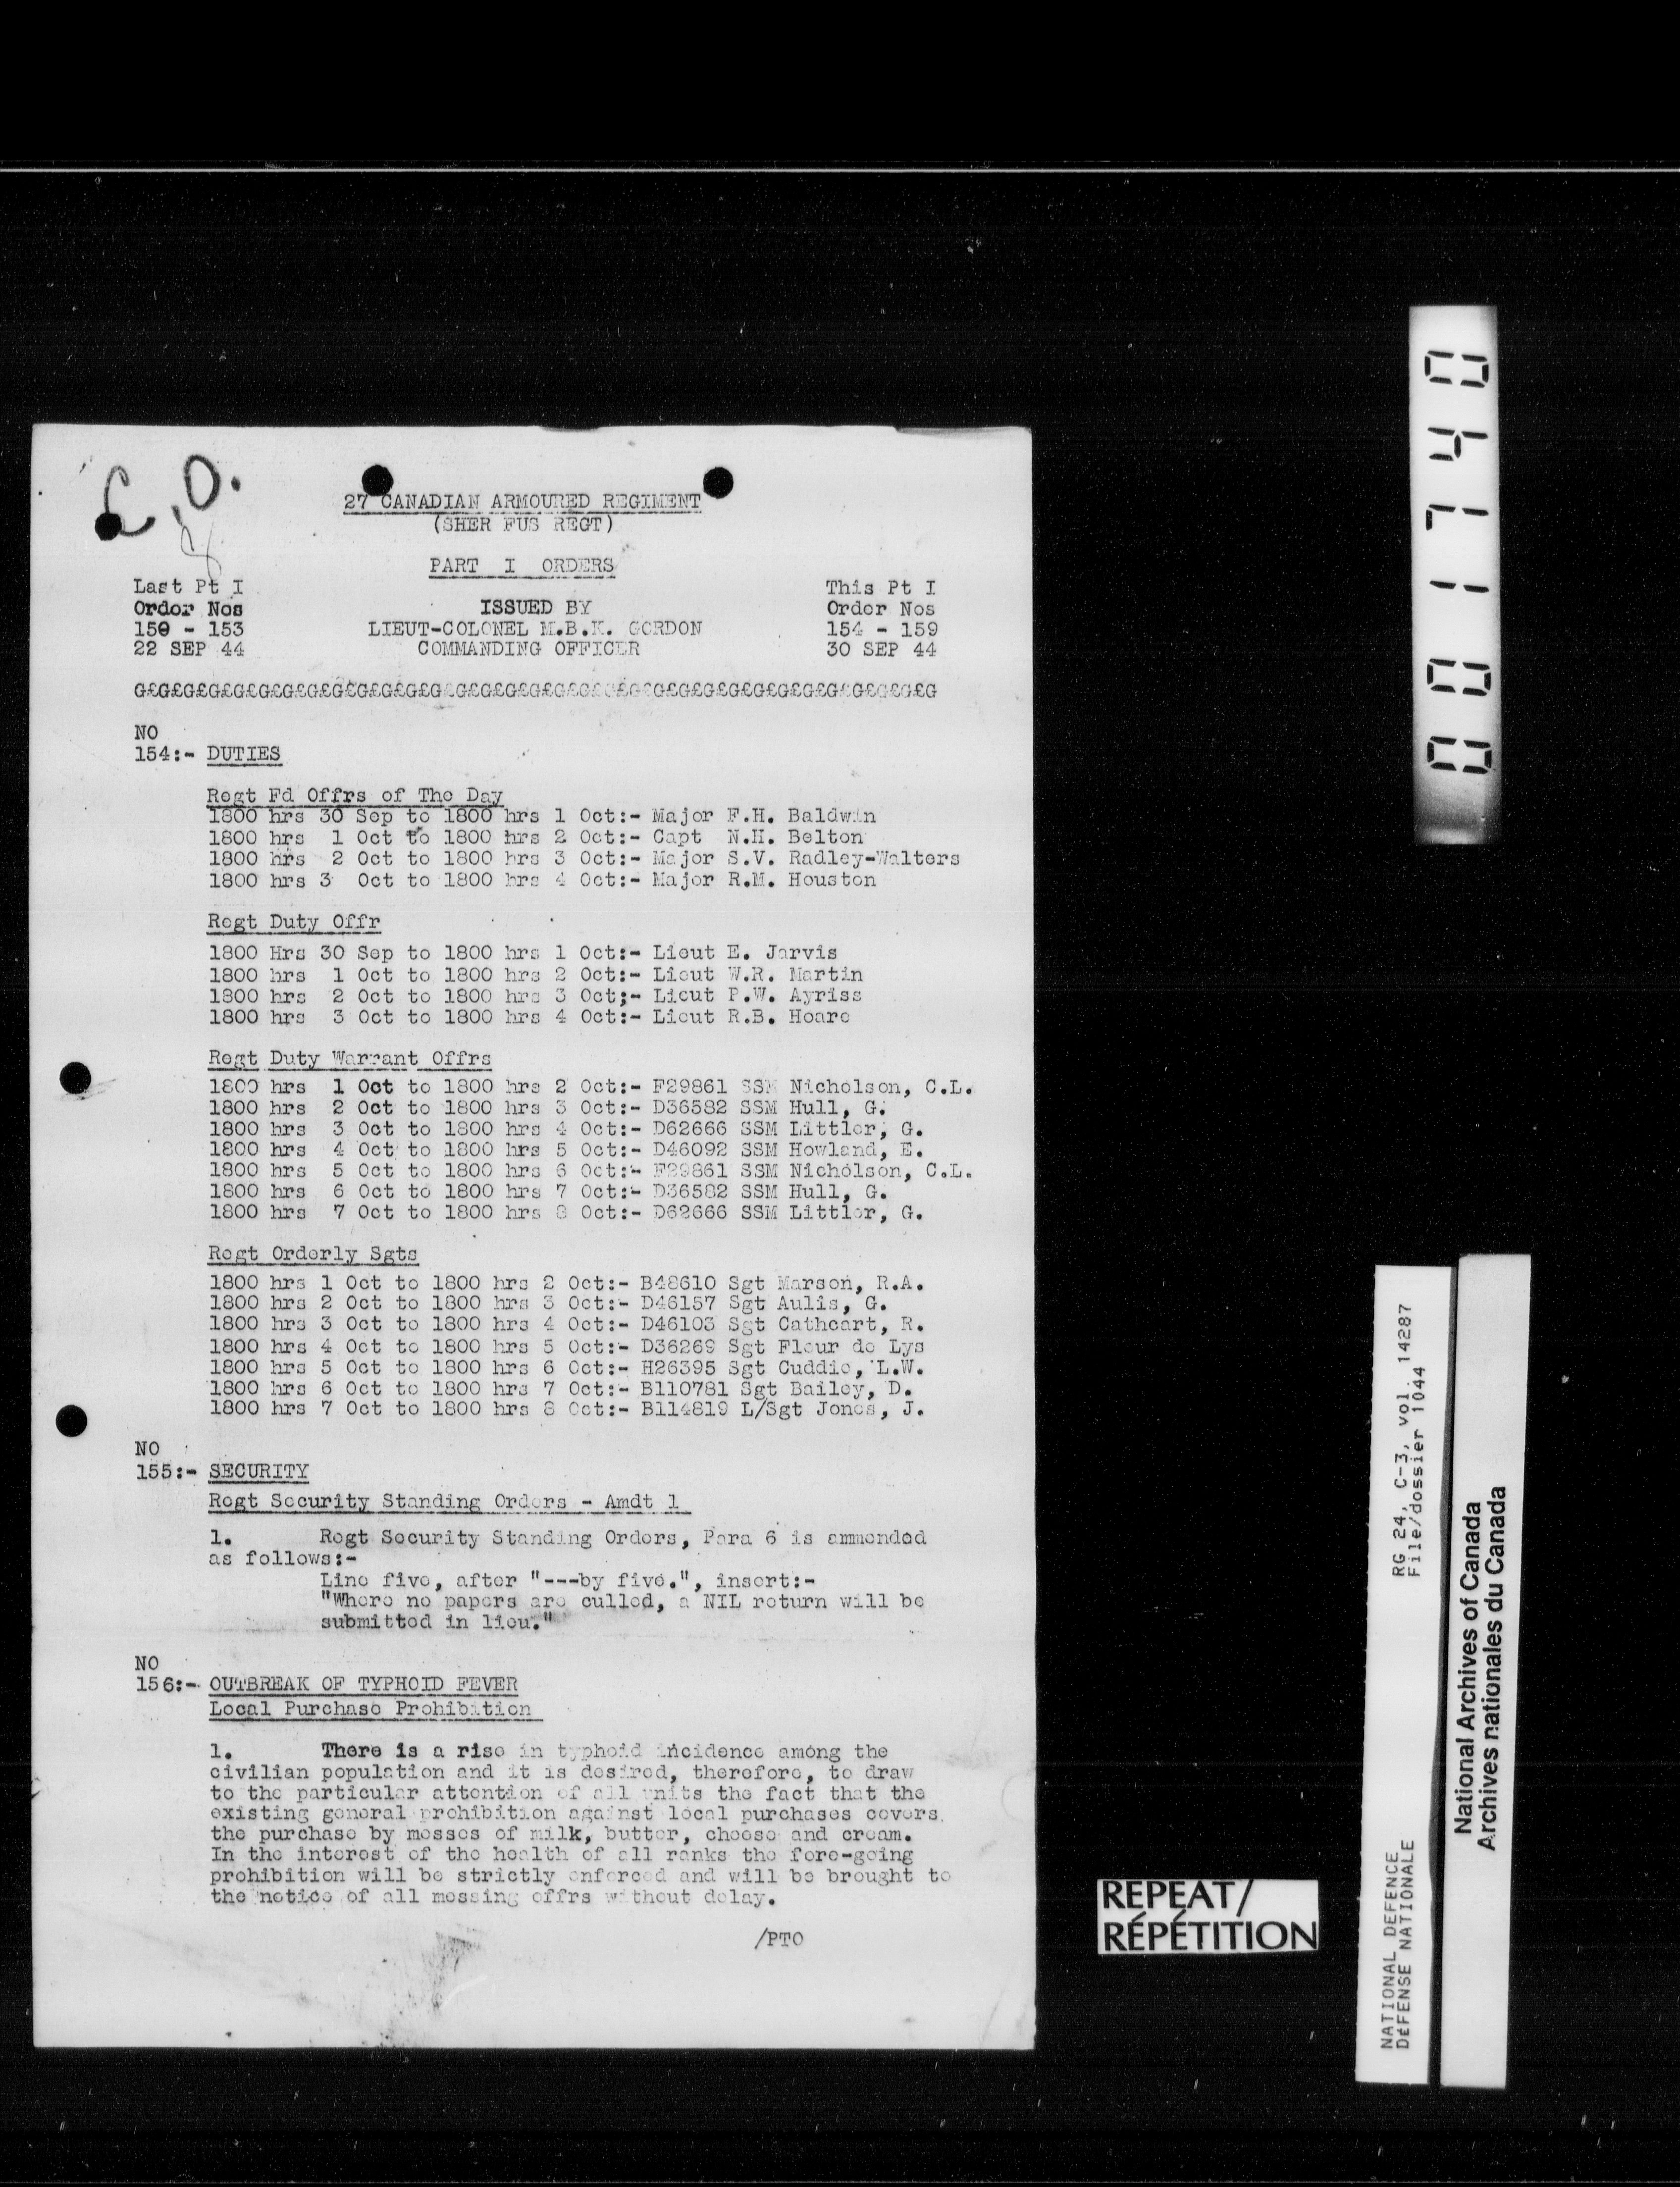 C.O.
27 CANADIAN ARMOURED REGIMENT
(SHER FUS REGT)
PART I ORDERS
Last Pt I
Order Nos
150 - 153
22 SEP 44
ISSUED BY
LIEUT-COLONEL M.B.K. GORDON
COMMANDING OFFICER
This Pt I
Order Nos
154 - 159
30 SEP 44
G£G£G£G£G£G£G£G£G£G£G£G£G£G£G£G£G£G£G£G£G£G£G£G£G£G£G£G£G£G£G£G£G
NO
154:- DUTIES
Regt Fd Offrs of The Day
1800 hrs 30 Sep to 1800 hrs 1 Oct:- Major F.H. Baldwin
1800 hrs 1 Oct to 1800 hrs 2 Oct:- Capt N.H. Belton
1800 hrs 2 Oct to 1800 hrs 3 Oct:- Major S.V. Radley-Walters
1800 hrs 3 Oct to 1800 hrs 4 Oct:- Major R.M. Houston
Regt Duty Offr
1800 Hrs 30 Sep to 1800 hrs 1 Oct:- Lieut E. Jarvis
1800 hrs 1 Oct to 1800 hrs 2 Oct:- Lieut W.R. Martin
1800 hrs 2 Oct to 1800 hrs 3 Oct;- Lieut P.W. Ayriss
1800 hrs 3 Oct to 1800 hrs 4 Oct:- Lieut R.B. Hoare
Regt Duty Warrant Offrs
1800 hrs 1 Oct to 1800 hrs 2 Oct:- F29861 SSM Nicholson, C.L.
1800 hrs 2 Oct to 1800 hrs 3 Oct:- D36582 SSM Hull, G.
1800 hrs 3 Oct to 1800 hrs 4 Oct:- D62666 SSM Littler, G.
1800 hrs 4 Oct to 1800 hrs 5 Oct:- D46092 SSM Howland, E.
1800 hrs 5 Oct to 1800 hrs 6 Oct:- F29861 SSM Nicholson, C.L.
1800 hrs 6 Oct to 1800 hrs 7 Oct:- D36582 SSM Hull, G.
1800 hrs 7 Oct to 1800 hrs 8 Oct:- D62666 SSM Littler, G.
Regt Orderly Sgts
1800 hrs 1 Oct to 1800 hrs 2 Oct:- B48610 Sgt Marson, R.A.
1800 hrs 2 Oct to 1800 hrs 3 Oct:- D46157 Sgt Aulis, G.
1800 hrs 3 Oct to 1800 hrs 4 Oct:- D46103 Sgt Cathcart, R.
1800 hrs 4 Oct to 1800 hrs 5 Oct:- D36269 Sgt Fleur de Lys
1800 hrs 5 Oct to 1800 hrs 6 Oct:- H26395 Sgt Cuddie, L.W.
1800 hrs 6 Oct to 1800 hrs 7 Oct:- B110781 Sgt Bailey, D.
1800 hrs 7 Oct to 1800 hrs 8 Oct:- B114819 L/Sgt Jones, J.
NO
155:- SECURITY
Regt Security Standing Orders - Amdt 1
1. Regt Security Standing Orders, Para 6 is ammended
as follows:-
Line five, after "---by five.", insert:-
"Where no papers are culled, a NIL return will be
submitted in lieu."
NO
156:- OUTBREAK OF TYPHOID FEVER
Local Purchase Prohibition
1. There is a rise in typhoid incidence among the
civilian population and it is desired, therefore, to draw
to the particular attention of all units the fact that the
existing general prohibition against local purchases covers
the purchase by messes of milk, butter, cheese and cream.
In the interest of the health of all ranks the fore-going
prohibition will be strictly enforced and will be brought to
the notice of all messing offrs without delay.
/PTO
001740
RG 24, C-3, vol. 14287
File/dossier 1044
NATIONAL DEFENCE
DÉFENSE NATIONALE
National Archives of Canada
Archives nationales du Canada
REPEAT/
RÉPÉTITION